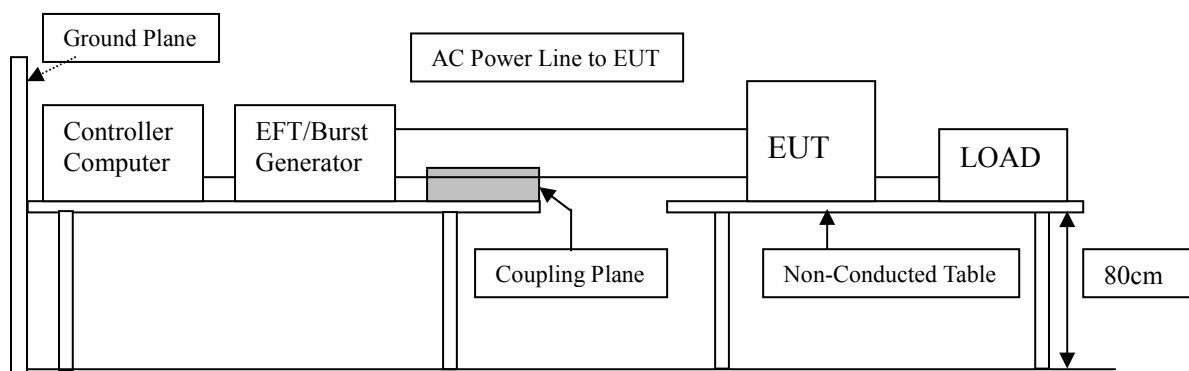 Ground Plane
AC Power Line to EUT
Controller
Computer
EFT/Burst
Generator
EUT
LOAD
Coupling Plane
Non-Conducted Table
80cm